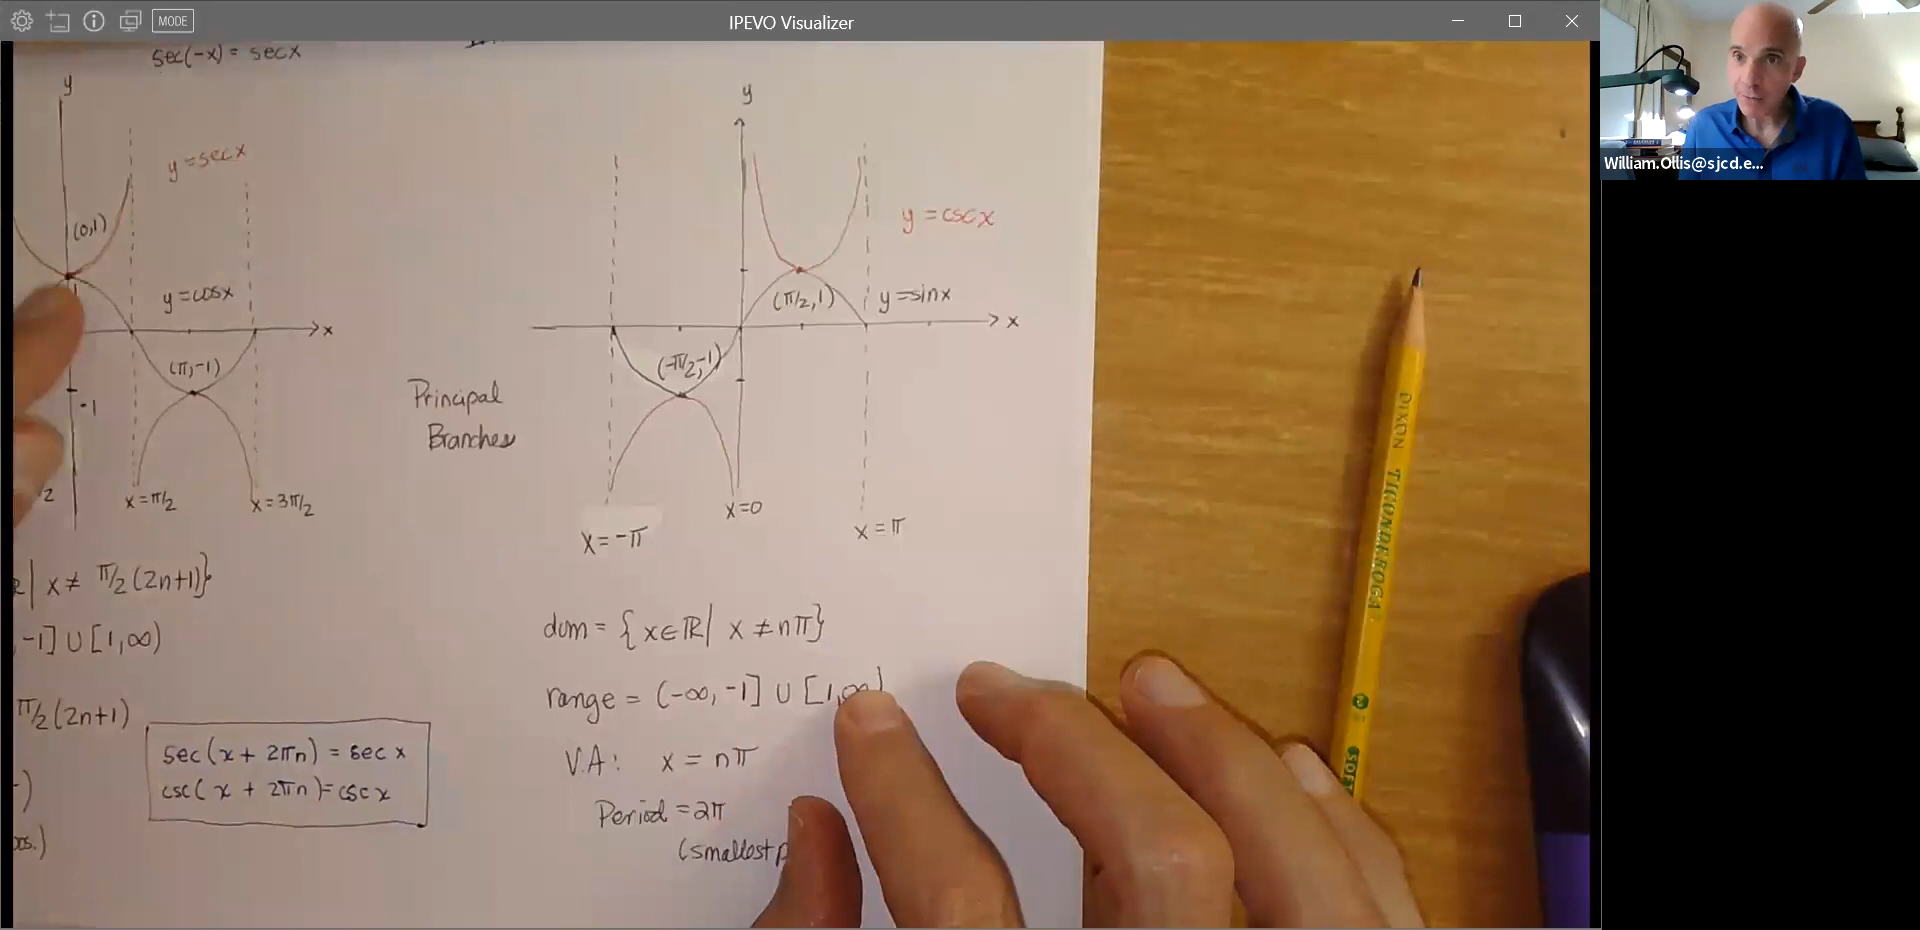 MODE
IPEVO Visualizer
sec(-x) = sec x
y
y = sec x
(0,1)
y = cos x
x
(π,-1)
-1
2
x = π/2
x = 3π/2
| x ≠ π/2 (2n+1)}
-1] ∪ [1,∞)
π/2 (2n+1)
sec(x + 2πn) = sec x
csc(x + 2πn) = csc x
Principal
Branches
y
y = csc x
(π/2,1)
y = sin x
x
(-π/2,-1)
x = -π
x = 0
x = π
dom = {x ∈ ℝ | x ≠ nπ}
range = (-∞, -1] ∪ [1,∞)
V.A: x = nπ
Period = 2π
(smallest p
DIXON TICONDEROGA
2
SOFT
William.Ollis@sjcd.e...